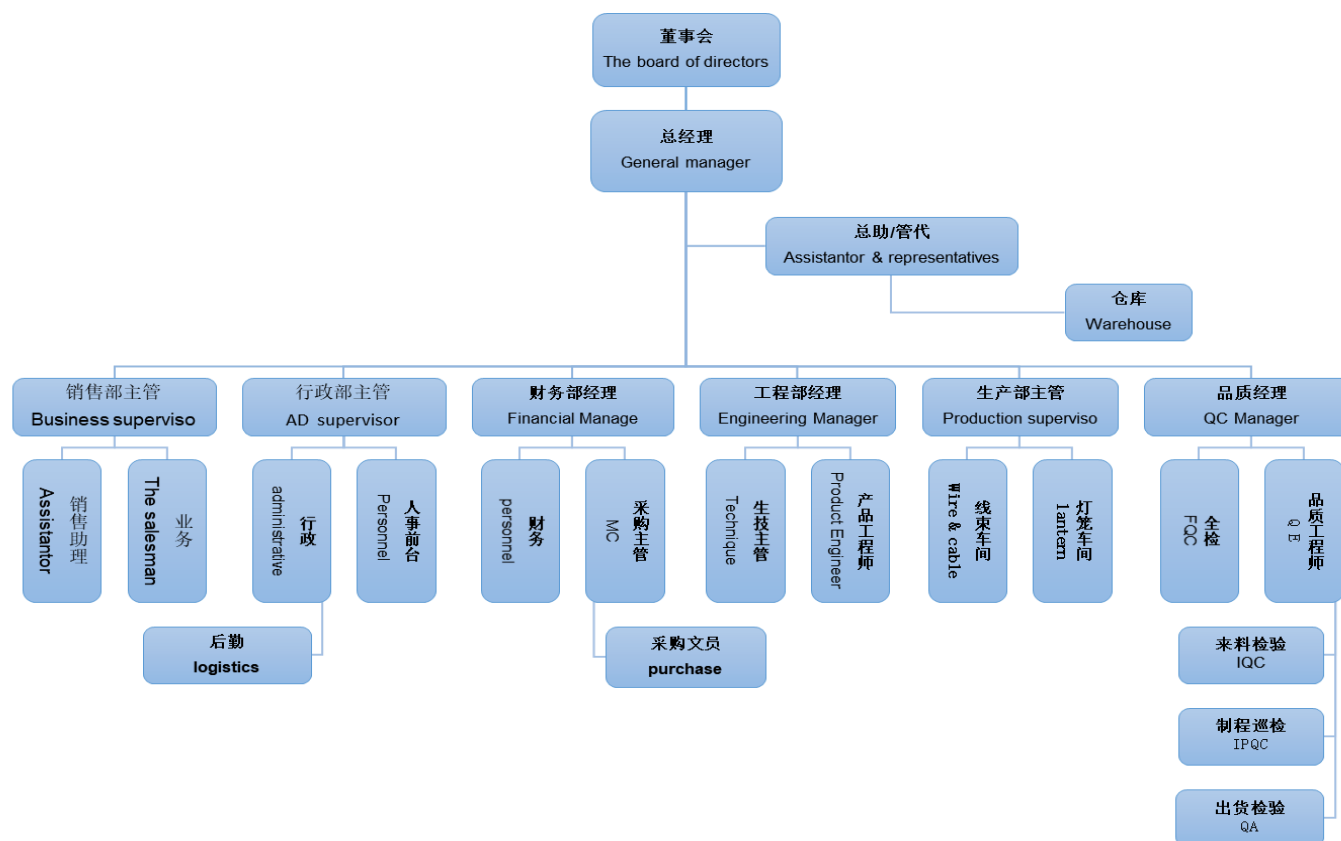 董事会
The board of directors
总经理
General manager
总助/管代
Assistantor & representatives
仓库
Warehouse
销售部主管
Business superviso
行政部主管
AD supervisor
财务部经理
Financial Manage
工程部经理
Engineering Manager
生产部主管
Production superviso
品质经理
QC Manager
销售助理
Assistantor
业务
The salesman
行政
administrative
人事前台
Personnel
财务
personnel
采购主管
MC
生技主管
Technique
产品工程师
Product Engineer
线束车间
Wire & cable
灯笼车间
lantern
全检
FQC
品质工程师
QE
后勤
logistics
采购文员
purchase
来料检验
IQC
制程巡检
IPQC
出货检验
QA